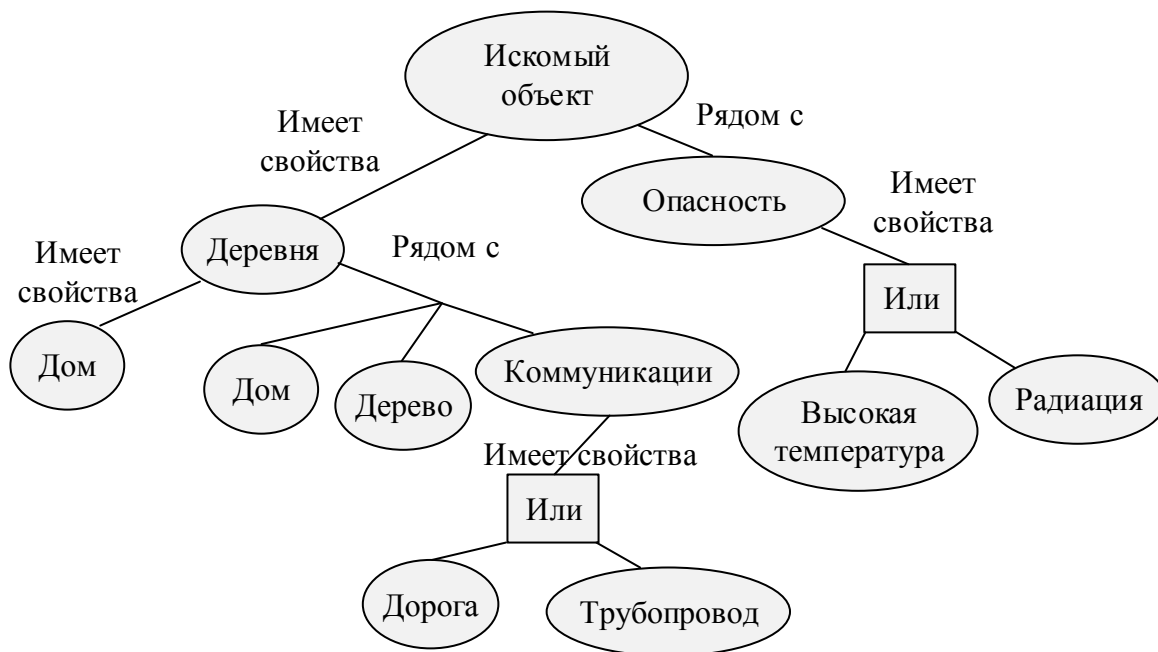 Искомый
объект
Имеет
свойства
Рядом с
Опасность
Имеет
свойства
Деревня
Рядом с
Имеет
свойства
Или
Дом
Дом
Дерево
Коммуникации
Высокая
температура
Радиация
Имеет свойства
Или
Дорога
Трубопровод